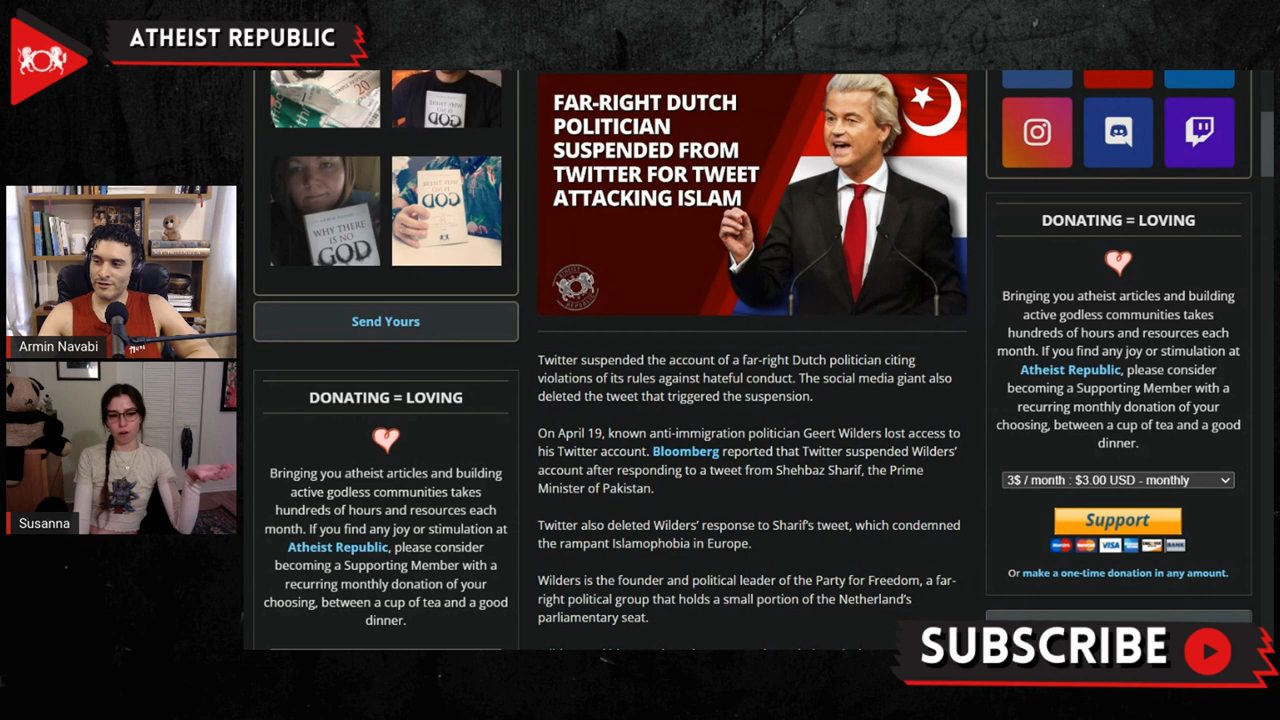 ATHEIST REPUBLIC
WHY THERE IS NO
GOD
FAR-RIGHT DUTCH
POLITICIAN
SUSPENDED FROM
TWITTER FOR TWEET
ATTACKING ISLAM
Send Yours
DONATING = LOVING
Bringing you atheist articles and building
active godless communities takes
hundreds of hours and resources each
month. If you find any joy or stimulation at
Atheist Republic, please consider
becoming a Supporting Member with a
recurring monthly donation of your
choosing, between a cup of tea and a good
dinner.
Twitter suspended the account of a far-right Dutch politician citing
violations of its rules against hateful conduct. The social media giant also
deleted the tweet that triggered the suspension.
On April 19, known anti-immigration politician Geert Wilders lost access to
his Twitter account. Bloomberg reported that Twitter suspended Wilders'
account after responding to a tweet from Shehbaz Sharif, the Prime
Minister of Pakistan.
Twitter also deleted Wilders' response to Sharif's tweet, which condemned
the rampant Islamophobia in Europe.
Wilders is the founder and political leader of the Party for Freedom, a far-
right political group that holds a small portion of the Netherland's
parliamentary seat.
DONATING = LOVING
Bringing you atheist articles and building
active godless communities takes
hundreds of hours and resources each
month. If you find any joy or stimulation at
Atheist Republic, please consider
becoming a Supporting Member with a
recurring monthly donation of your
choosing, between a cup of tea and a good
dinner.
3$ / month : $3.00 USD - monthly
Support
VISA
BANK
Or make a one-time donation in any amount.
Armin Navabi
Susanna
SUBSCRIBE